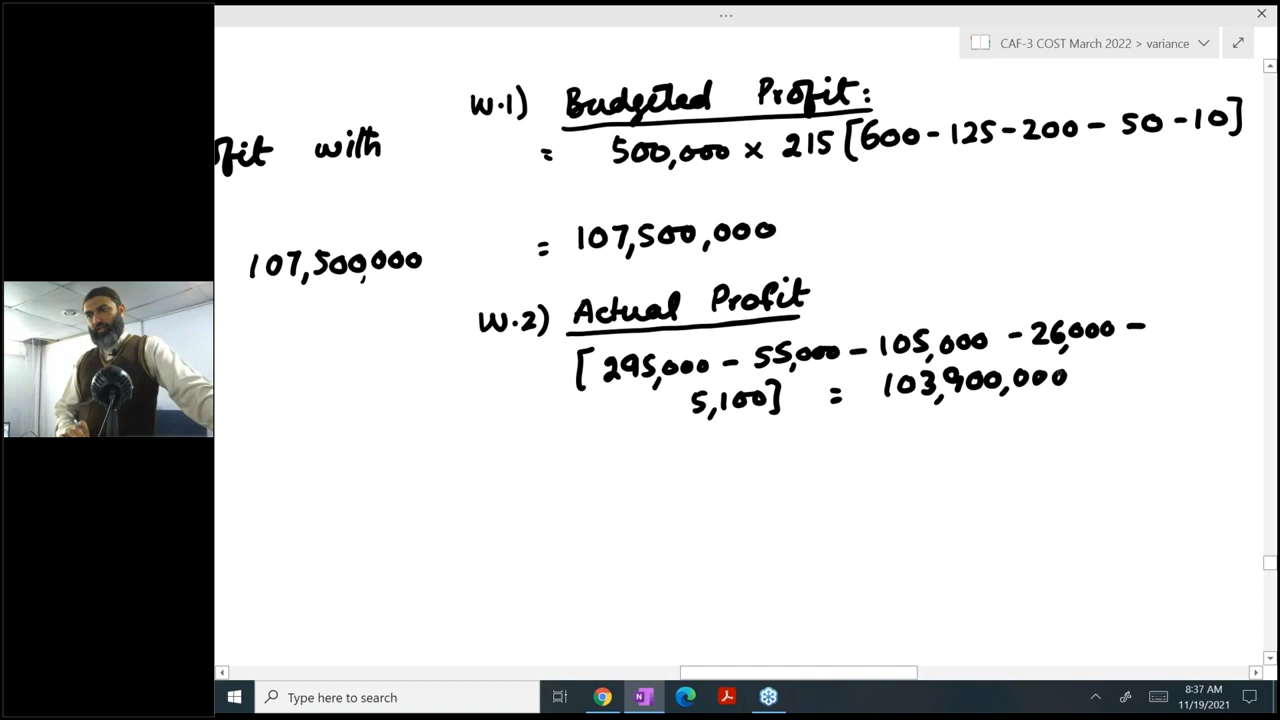 CAF-3 COST March 2022 > variance
W.1) Budgeted Profit:
ofit with
= 500,000 × 215 [600 - 125 - 200 - 50 - 10]
107,500,000
= 107,500,000
W.2) Actual Profit
[295,000 - 55,000 - 105,000 - 26,000 -
5,100] = 103,900,000
Type here to search
8:37 AM
11/19/2021